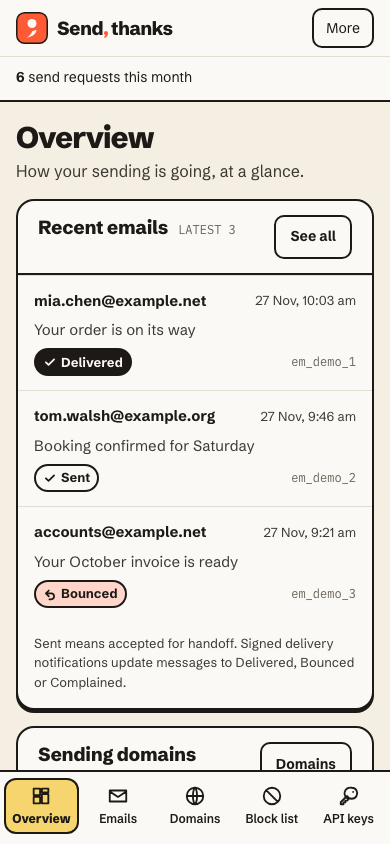 Send, thanks
More
6 send requests this month
Overview
How your sending is going, at a glance.
Recent emails LATEST 3
See all
mia.chen@example.net 27 Nov, 10:03 am
Your order is on its way
Delivered em_demo_1
tom.walsh@example.org 27 Nov, 9:46 am
Booking confirmed for Saturday
Sent em_demo_2
accounts@example.net 27 Nov, 9:21 am
Your October invoice is ready
Bounced em_demo_3
Sent means accepted for handoff. Signed delivery
notifications update messages to Delivered, Bounced
or Complained.
Sending domains
Domains
Overview Emails Domains Block list API keys